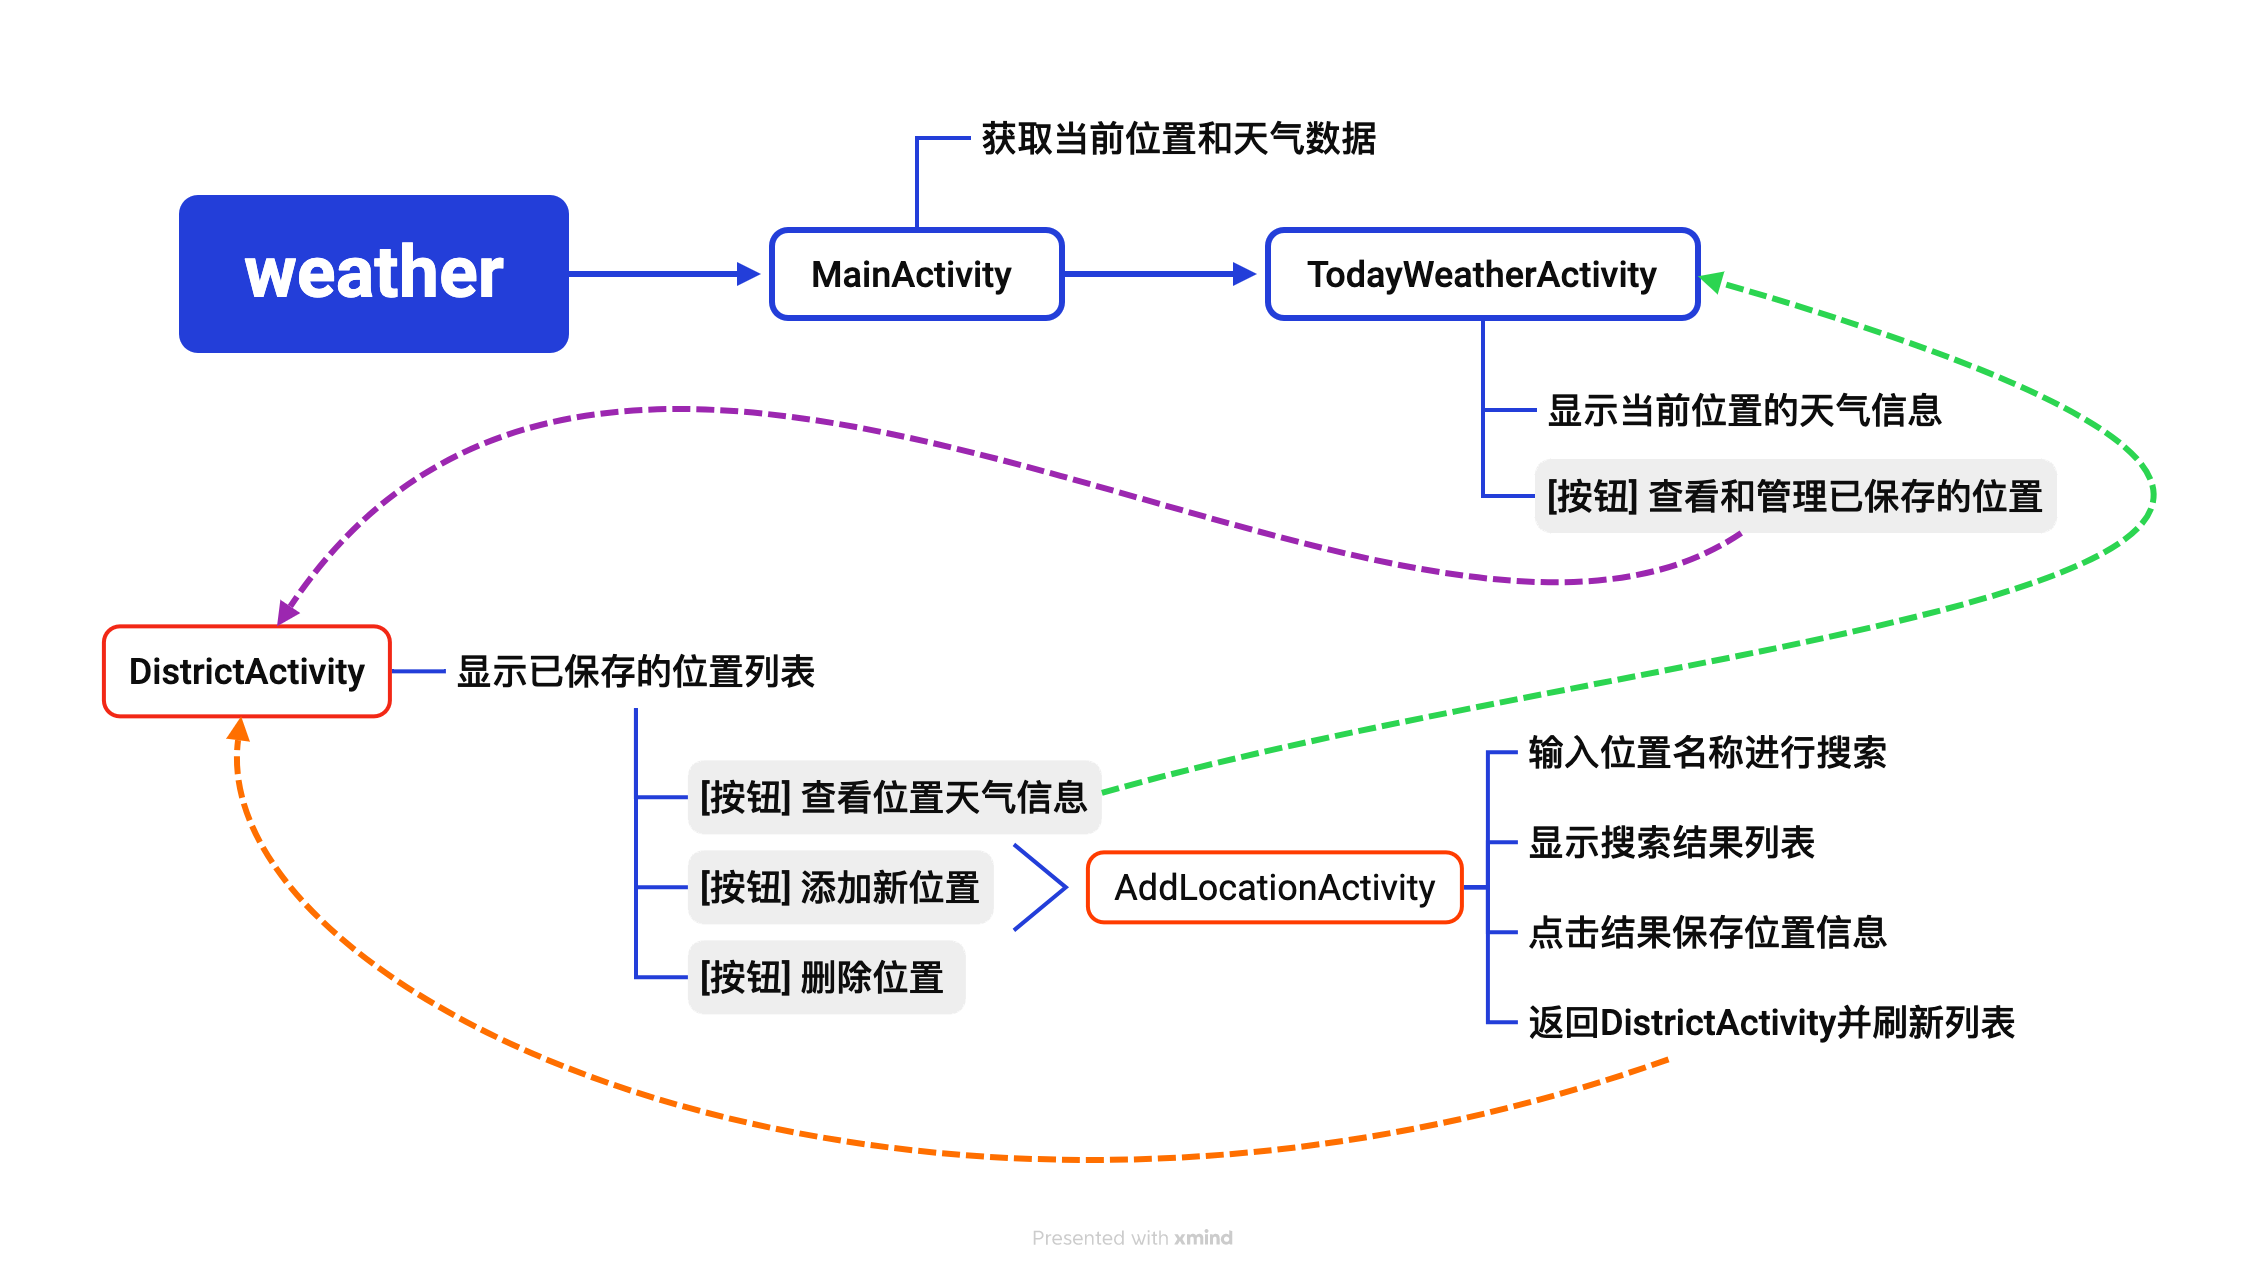 获取当前位置和天气数据
weather
MainActivity
TodayWeatherActivity
显示当前位置的天气信息
[按钮] 查看和管理已保存的位置
DistrictActivity
显示已保存的位置列表
[按钮] 查看位置天气信息
[按钮] 添加新位置
[按钮] 删除位置
AddLocationActivity
输入位置名称进行搜索
显示搜索结果列表
点击结果保存位置信息
返回DistrictActivity并刷新列表
Presented with xmind